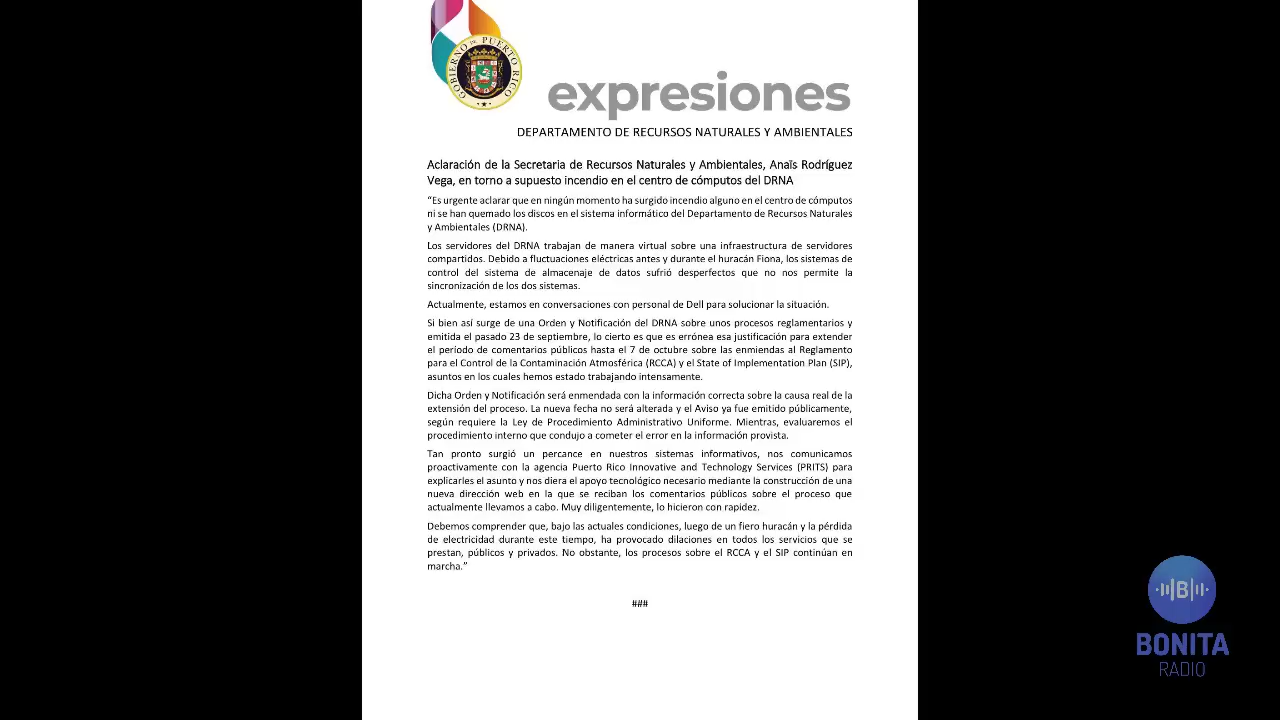 GOBIERNO DE PUERTO RICO
expresiones
DEPARTAMENTO DE RECURSOS NATURALES Y AMBIENTALES
Aclaración de la Secretaria de Recursos Naturales y Ambientales, Anaïs Rodríguez
Vega, en torno a supuesto incendio en el centro de cómputos del DRNA
“Es urgente aclarar que en ningún momento ha surgido incendio alguno en el centro de cómputos
ni se han quemado los discos en el sistema informático del Departamento de Recursos Naturales
y Ambientales (DRNA).
Los servidores del DRNA trabajan de manera virtual sobre una infraestructura de servidores
compartidos. Debido a fluctuaciones eléctricas antes y durante el huracán Fiona, los sistemas de
control del sistema de almacenaje de datos sufrió desperfectos que no nos permite la
sincronización de los dos sistemas.
Actualmente, estamos en conversaciones con personal de Dell para solucionar la situación.
Si bien así surge de una Orden y Notificación del DRNA sobre unos procesos reglamentarios y
emitida el pasado 23 de septiembre, lo cierto es que es errónea esa justificación para extender
el período de comentarios públicos hasta el 7 de octubre sobre las enmiendas al Reglamento
para el Control de la Contaminación Atmosférica (RCCA) y el State of Implementation Plan (SIP),
asuntos en los cuales hemos estado trabajando intensamente.
Dicha Orden y Notificación será enmendada con la información correcta sobre la causa real de la
extensión del proceso. La nueva fecha no será alterada y el Aviso ya fue emitido públicamente,
según requiere la Ley de Procedimiento Administrativo Uniforme. Mientras, evaluaremos el
procedimiento interno que condujo a cometer el error en la información provista.
Tan pronto surgió un percance en nuestros sistemas informativos, nos comunicamos
proactivamente con la agencia Puerto Rico Innovative and Technology Services (PRITS) para
explicarles el asunto y nos diera el apoyo tecnológico necesario mediante la construcción de una
nueva dirección web en la que se reciban los comentarios públicos sobre el proceso que
actualmente llevamos a cabo. Muy diligentemente, lo hicieron con rapidez.
Debemos comprender que, bajo las actuales condiciones, luego de un fiero huracán y la pérdida
de electricidad durante este tiempo, ha provocado dilaciones en todos los servicios que se
prestan, públicos y privados. No obstante, los procesos sobre el RCCA y el SIP continúan en
marcha.”
###
B
BONITA
RADIO